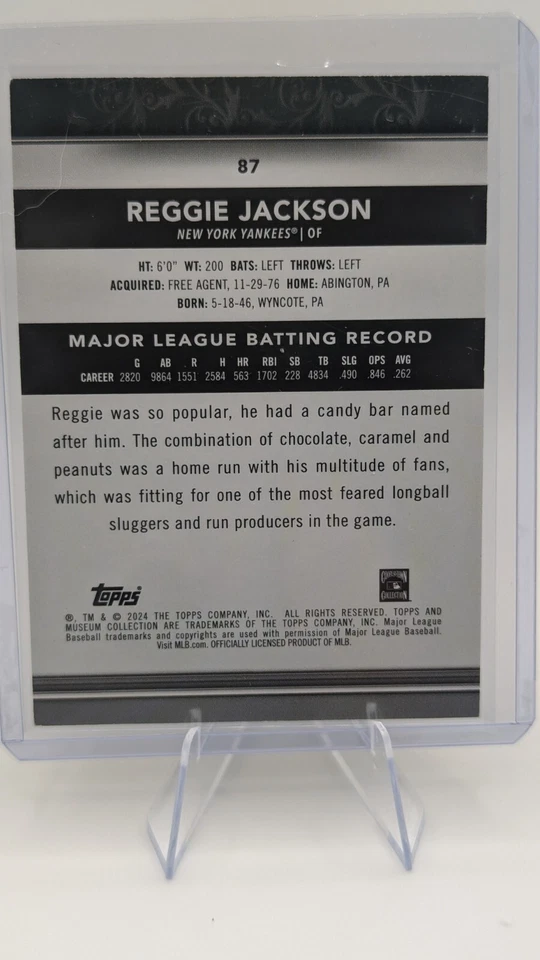 87
REGGIE JACKSON
NEW YORK YANKEES® | OF
HT: 6'0" WT: 200 BATS: LEFT THROWS: LEFT
ACQUIRED: FREE AGENT, 11-29-76 HOME: ABINGTON, PA
BORN: 5-18-46, WYNCOTE, PA
MAJOR LEAGUE BATTING RECORD
G AB R H HR RBI SB TB SLG OPS AVG
CAREER 2820 9864 1551 2584 563 1702 228 4834 .490 .846 .262
Reggie was so popular, he had a candy bar named
after him. The combination of chocolate, caramel and
peanuts was a home run with his multitude of fans,
which was fitting for one of the most feared longball
sluggers and run producers in the game.
topps
COOPERSTOWN
COLLECTION
®, TM & © 2024 THE TOPPS COMPANY, INC. ALL RIGHTS RESERVED. TOPPS AND
MUSEUM COLLECTION ARE TRADEMARKS OF THE TOPPS COMPANY, INC. Major League
Baseball trademarks and copyrights are used with permission of Major League Baseball.
Visit MLB.com. OFFICIALLY LICENSED PRODUCT OF MLB.